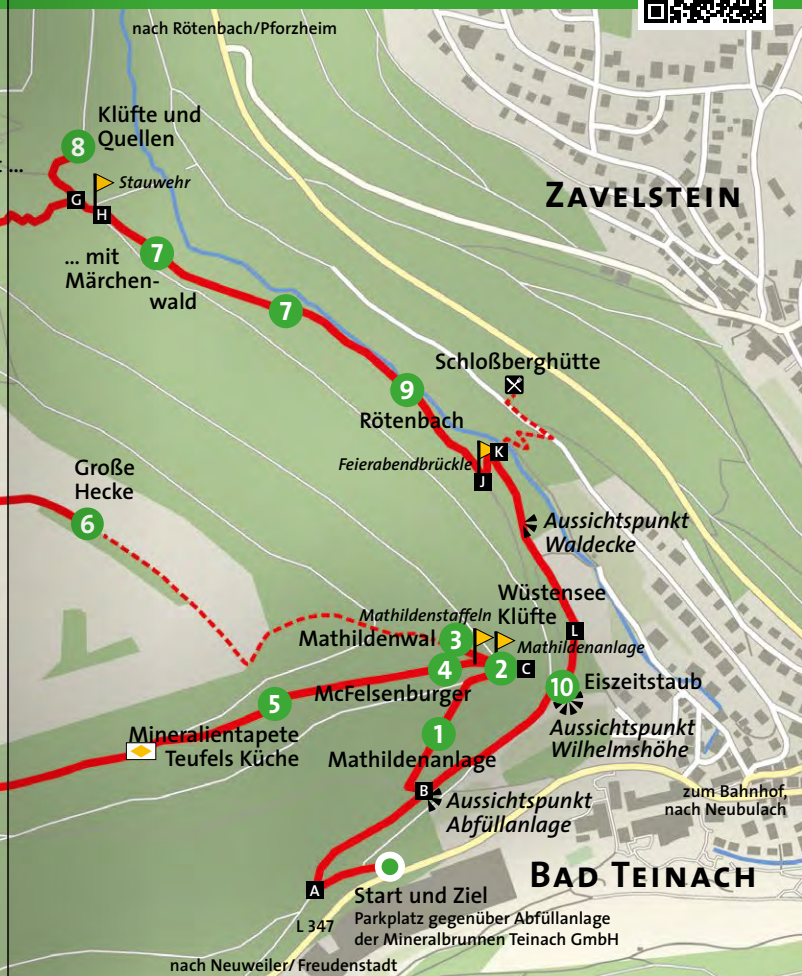 nach Rötenbach/Pforzheim
Klüfte und
Quellen
8
...
Stauwehr
G
H
ZAVELSTEIN
... mit
Märchen-
wald
7
7
Schloßberghütte
9
Rötenbach
K
Feierabendbrückle
J
Große
Hecke
6
Aussichtspunkt
Waldecke
Wüstensee
Klüfte
Mathildenstaffeln
L
Mathildenwal
3
Mathildenanlage
4
2
C
McFelsenburger
10
Eiszeitstaub
5
Mineralientapete
Teufels Küche
1
Mathildenanlage
Aussichtspunkt
Wilhelmshöhe
B
Aussichtspunkt
Abfüllanlage
zum Bahnhof,
nach Neubulach
BAD TEINACH
A
Start und Ziel
Parkplatz gegenüber Abfüllanlage
der Mineralbrunnen Teinach GmbH
L 347
nach Neuweiler/Freudenstadt